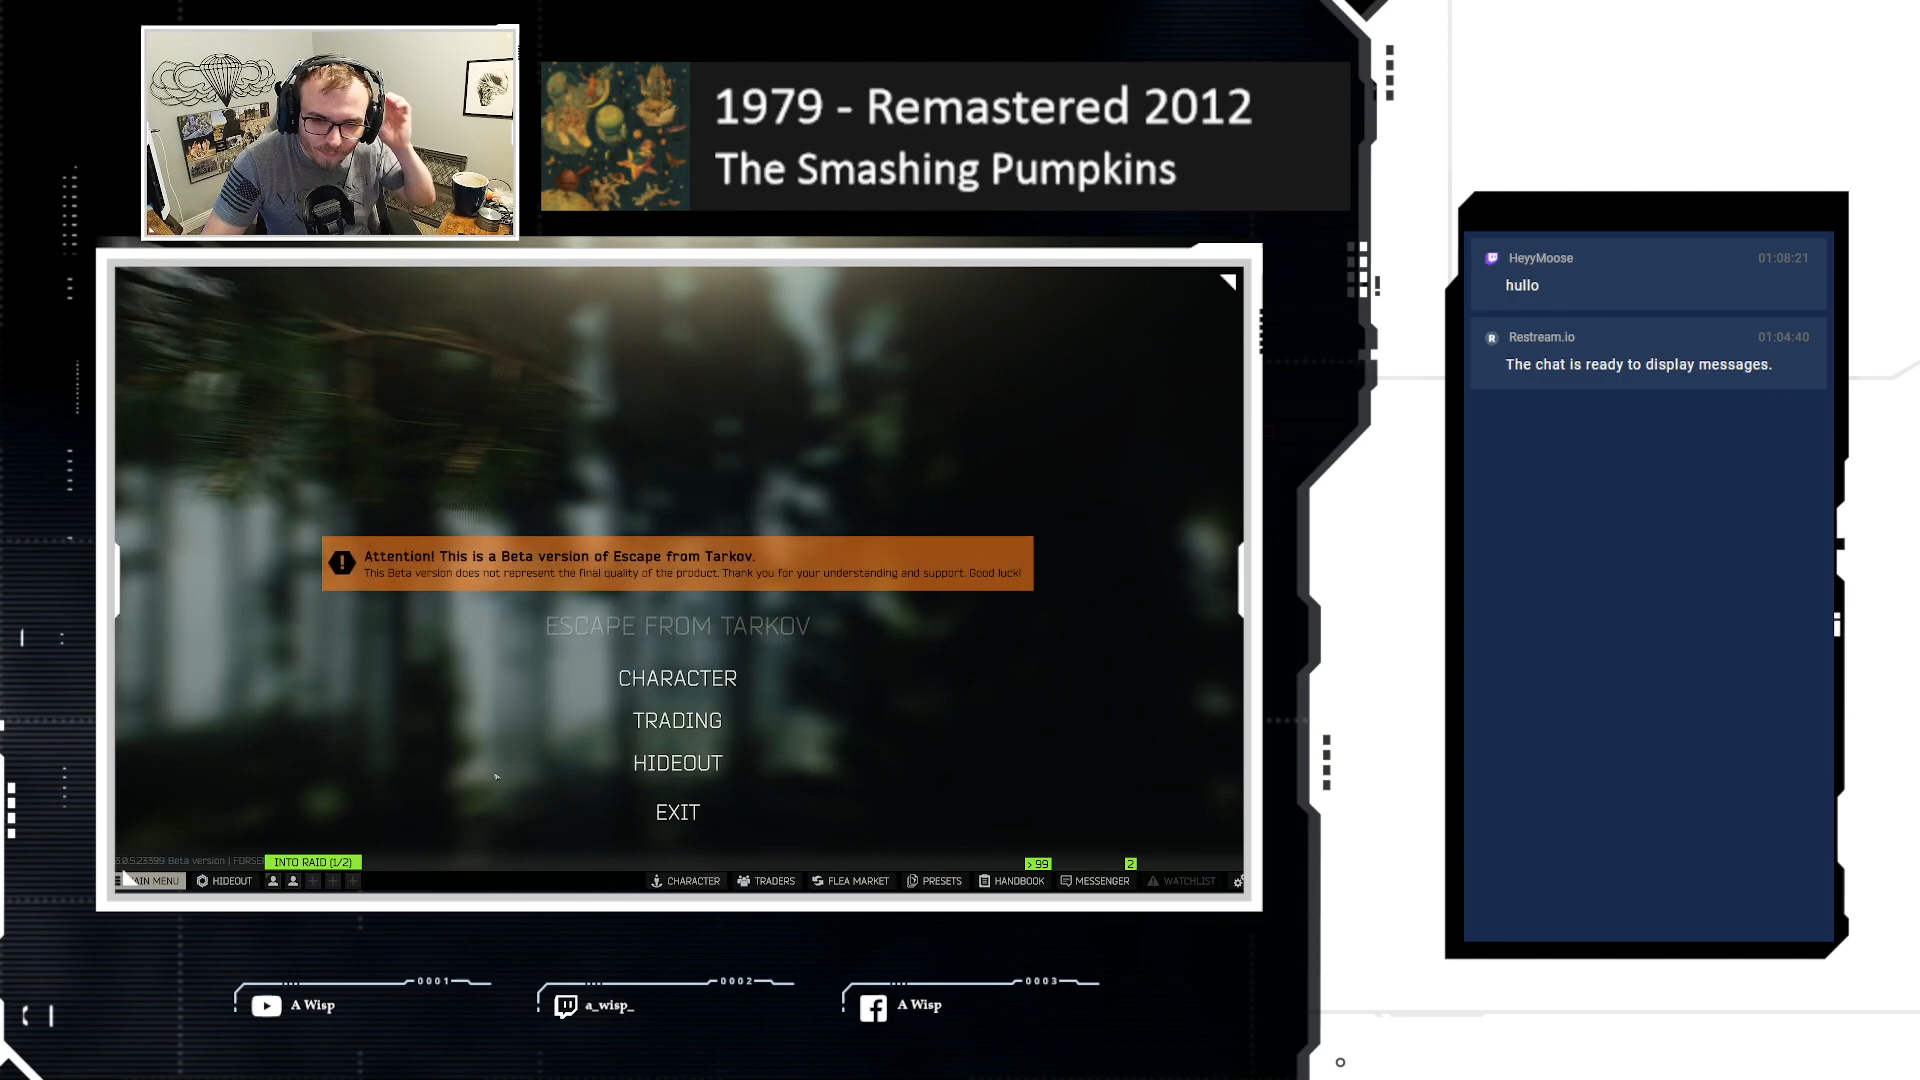 1979 - Remastered 2012
The Smashing Pumpkins
HeyyMoose 01:08:21
hullo
Restream.io 01:04:40
The chat is ready to display messages.
Attention! This is a Beta version of Escape from Tarkov.
This Beta version does not represent the final quality of the product. Thank you for your understanding and support. Good luck!
ESCAPE FROM TARKOV
CHARACTER
TRADING
HIDEOUT
EXIT
Beta version
INTO RAID (1/2)
> 99
2
MENU
HIDEOUT
CHARACTER
TRADERS
FLEA MARKET
PRESETS
HANDBOOK
MESSENGER
WATCHLIST
0001
A Wisp
0002
a_wisp_
0003
A Wisp